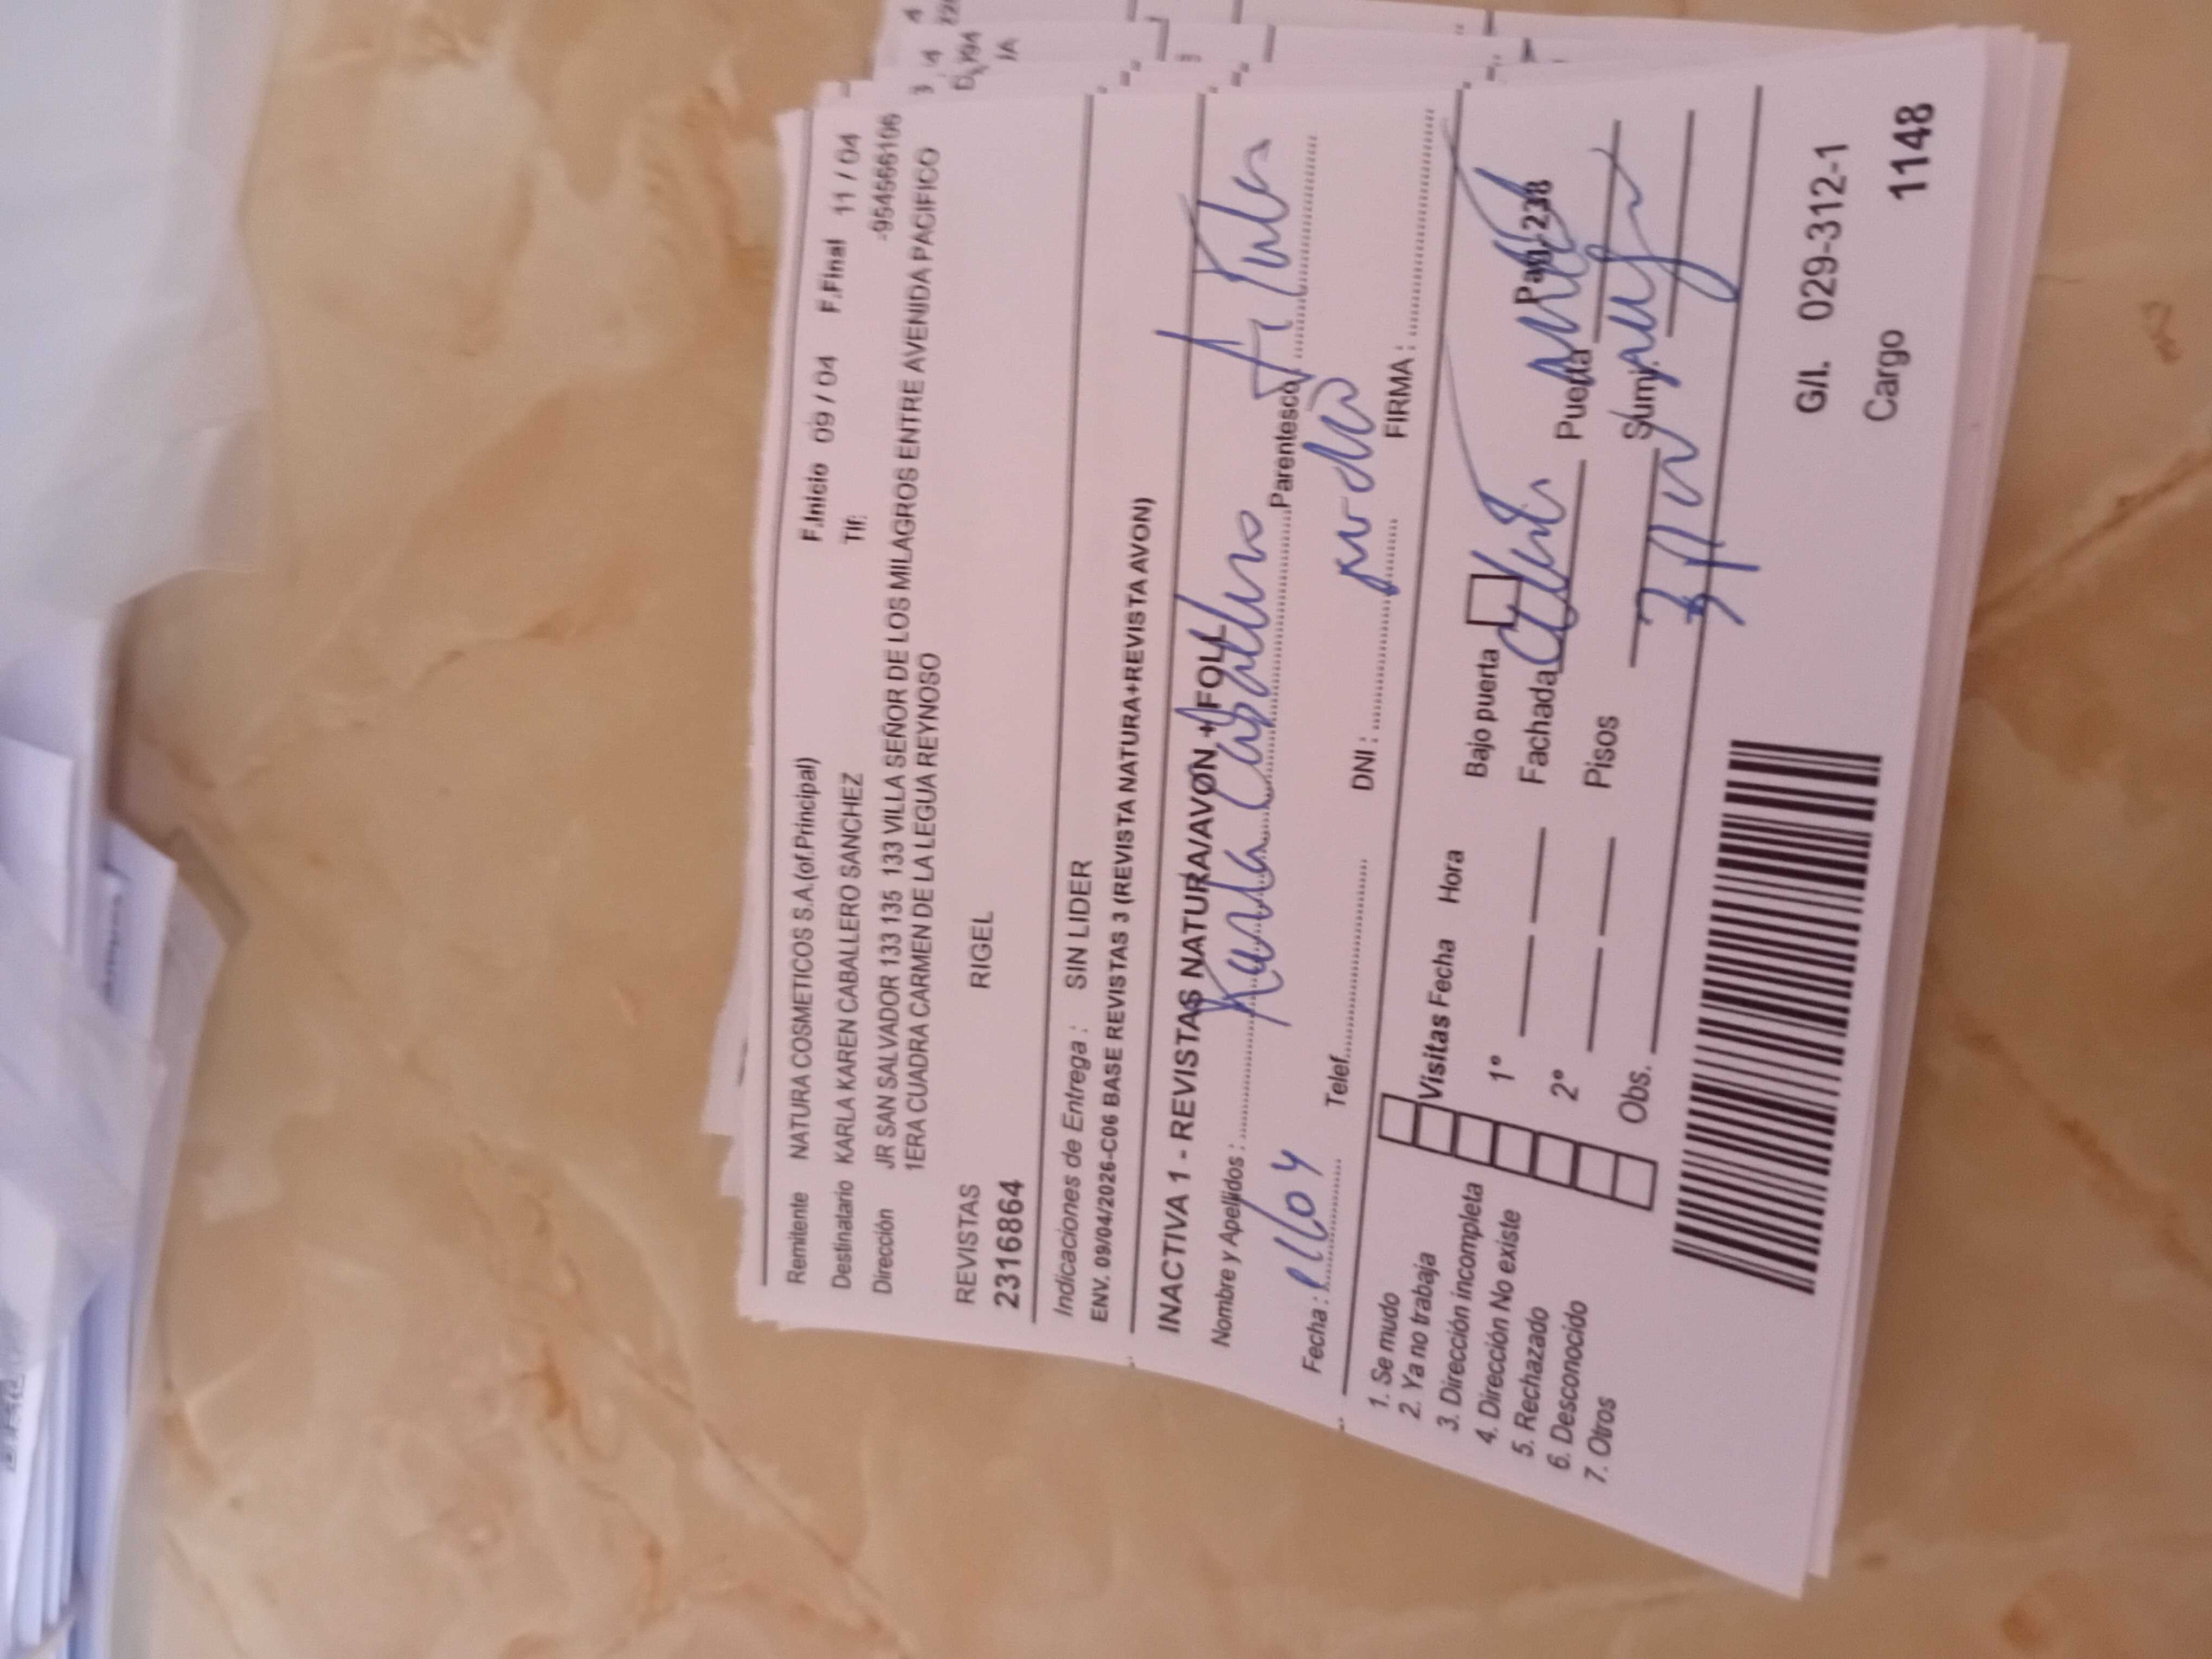 F.Inicio 09 / 04 F.Final 11 / 04
Remitente NATURA COSMETICOS S.A.(of.Principal)
Tlf: -954566106
Destinatario KARLA KAREN CABALLERO SANCHEZ
Dirección JR SAN SALVADOR 133 135 133 VILLA SEÑOR DE LOS MILAGROS ENTRE AVENIDA PACIFICO
1ERA CUADRA CARMEN DE LA LEGUA REYNOSO
REVISTAS RIGEL
2316864
Indicaciones de Entrega : SIN LIDER
ENV. 09/04/2026-C06 BASE REVISTAS 3 (REVISTA NATURA+REVISTA AVON)
INACTIVA 1 - REVISTAS NATURA/AVON + FOLL
Nombre y Apellidos : Karla Caballero Parentesco
Fecha : Telef. DNI : FIRMA :
1. Se mudo
2. Ya no trabaja
3. Dirección incompleta
4. Dirección No existe
5. Rechazado
6. Desconocido
7. Otros
Visitas Fecha Hora Bajo puerta
1° Fachada Puerta Pag-238
2° Pisos Sumi.
Obs.
G/I. 029-312-1
Cargo 1148